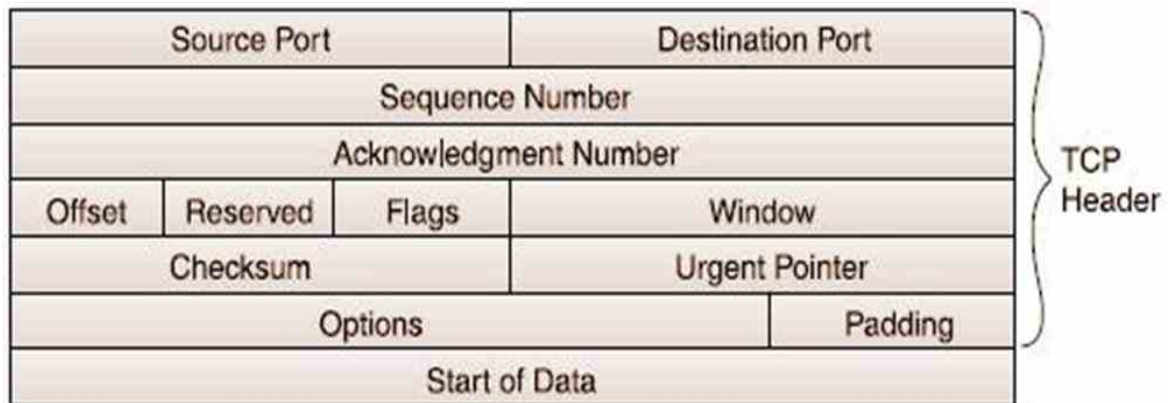 Source Port Destination Port
Sequence Number
Acknowledgment Number
Offset Reserved Flags Window
Checksum Urgent Pointer
Options Padding
Start of Data
TCP
Header